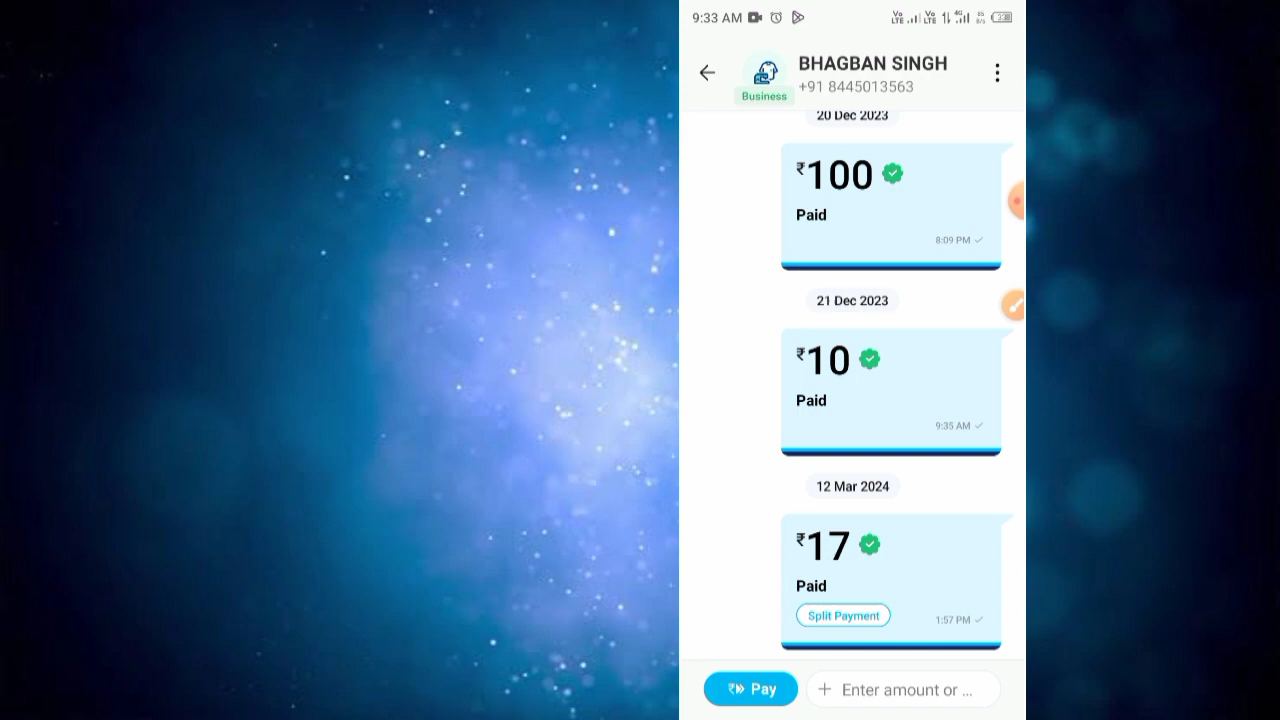 9:33 AM
BHAGBAN SINGH
+91 8445013563
Business
20 Dec 2023
₹100
Paid
8:09 PM
21 Dec 2023
₹10
Paid
9:35 AM
12 Mar 2024
₹17
Paid
Split Payment
1:57 PM
Pay
+ Enter amount or ...